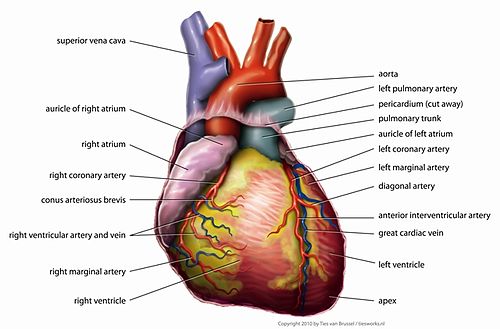 superior vena cava
auricle of right atrium
right atrium
right coronary artery
conus arteriosus brevis
right ventricular artery and vein
right marginal artery
right ventricle
aorta
left pulmonary artery
pericardium (cut away)
pulmonary trunk
auricle of left atrium
left coronary artery
left marginal artery
diagonal artery
anterior interventricular artery
great cardiac vein
left ventricle
apex
Copyright 2010 by Ties van Brussel / tiesworks.nl